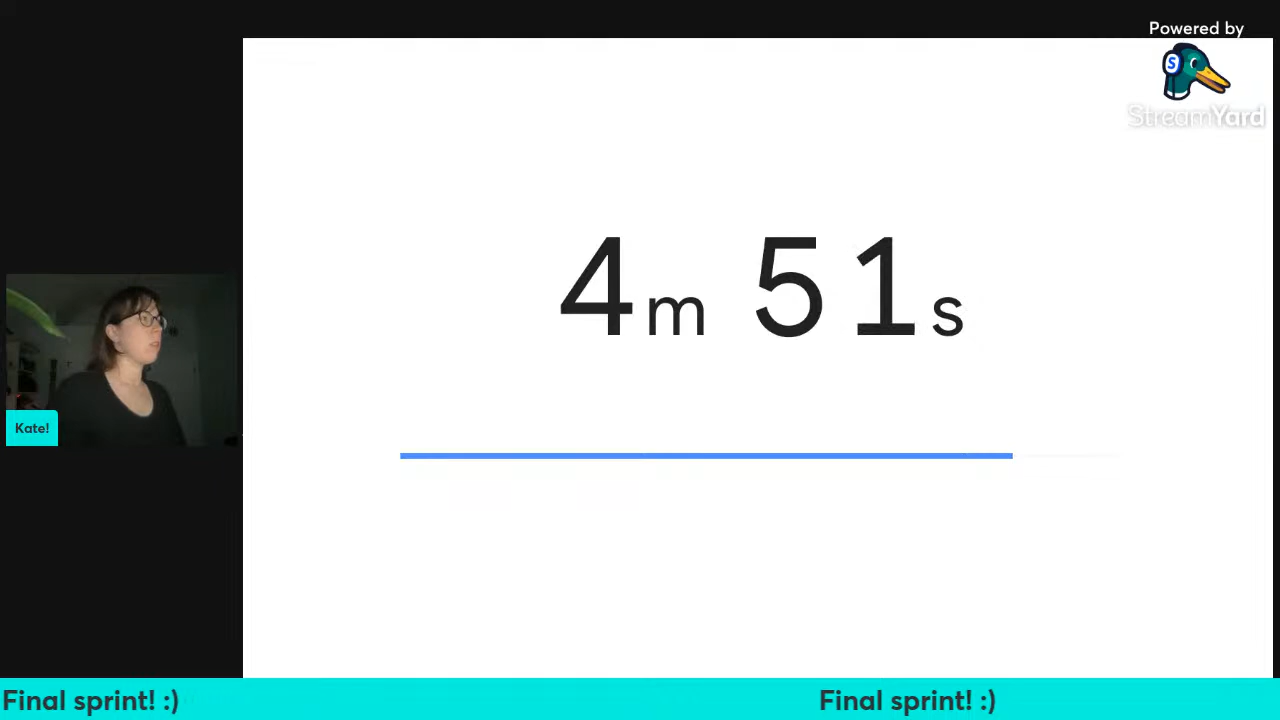 Powered by
S
StreamYard
4m 51s
Kate!
Final sprint! :) Final sprint! :)